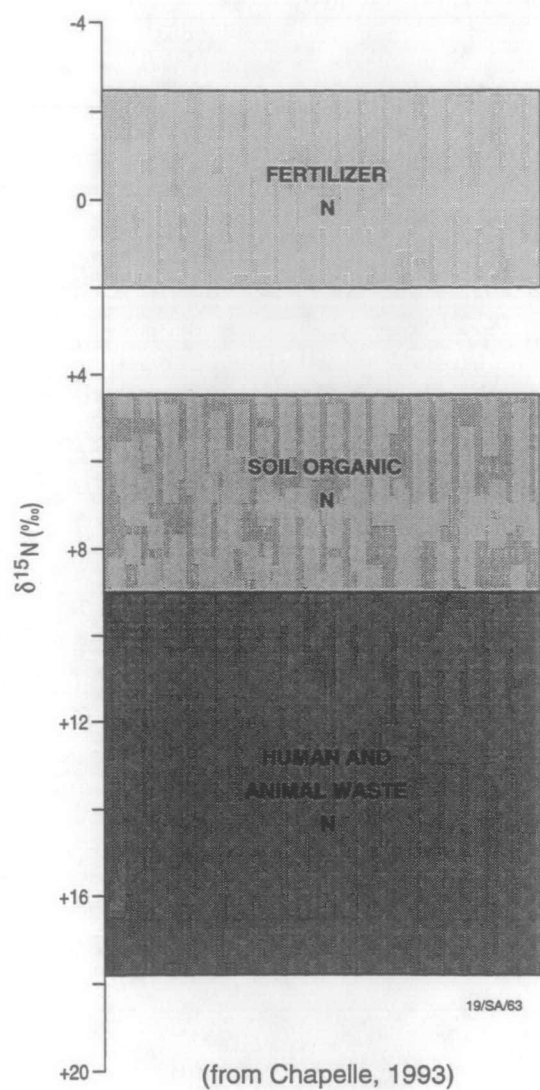 -4
FERTILIZER
N
0
+4
SOIL ORGANIC
N
δ¹⁵N (‰)
+8
+12
HUMAN AND
ANIMAL WASTE
N
+16
19/SA/63
+20
(from Chapelle, 1993)